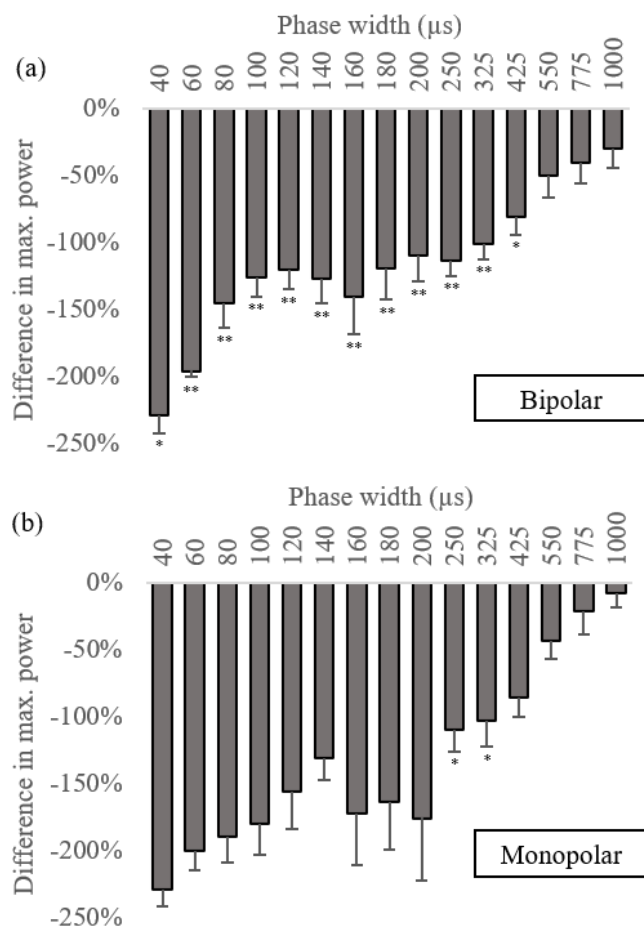 Phase width (µs)
(a)
40 60 80 100 120 140 160 180 200 250 325 425 550 775 1000
0%
-50%
-100%
-150%
-200%
-250%
Difference in max. power
* ** ** ** ** ** ** ** ** ** ** *
Bipolar
Phase width (µs)
(b)
40 60 80 100 120 140 160 180 200 250 325 425 550 775 1000
0%
-50%
-100%
-150%
-200%
-250%
Difference in max. power
* *
Monopolar